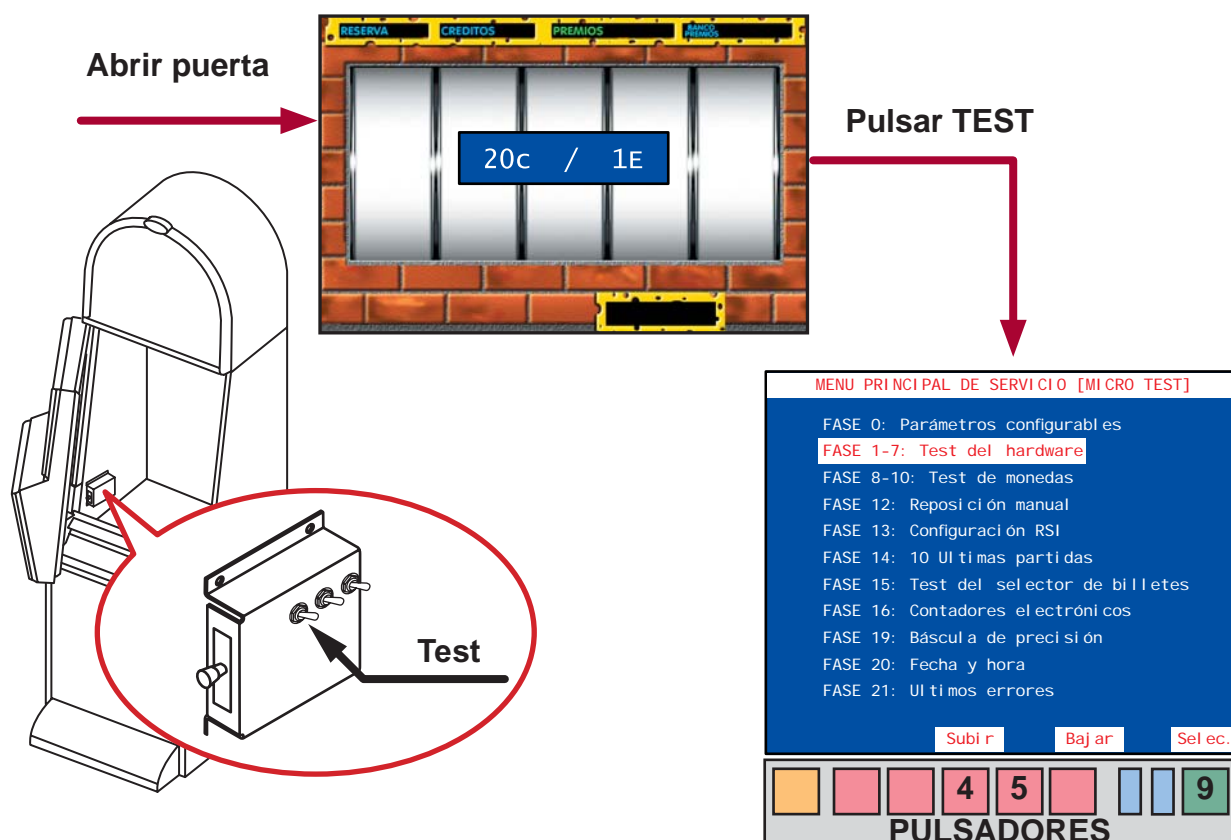 Abrir puerta
RESERVA CREDITOS PREMIOS BANCO PREMIOS
20c / 1E
Pulsar TEST
Test
MENU PRINCIPAL DE SERVICIO [MICRO TEST]
FASE 0: Parámetros configurables
FASE 1-7: Test del hardware
FASE 8-10: Test de monedas
FASE 12: Reposición manual
FASE 13: Configuración RSI
FASE 14: 10 Ultimas partidas
FASE 15: Test del selector de billetes
FASE 16: Contadores electrónicos
FASE 19: Báscula de precisión
FASE 20: Fecha y hora
FASE 21: Ultimos errores
Subir Bajar Selec.
4 5 9
PULSADORES